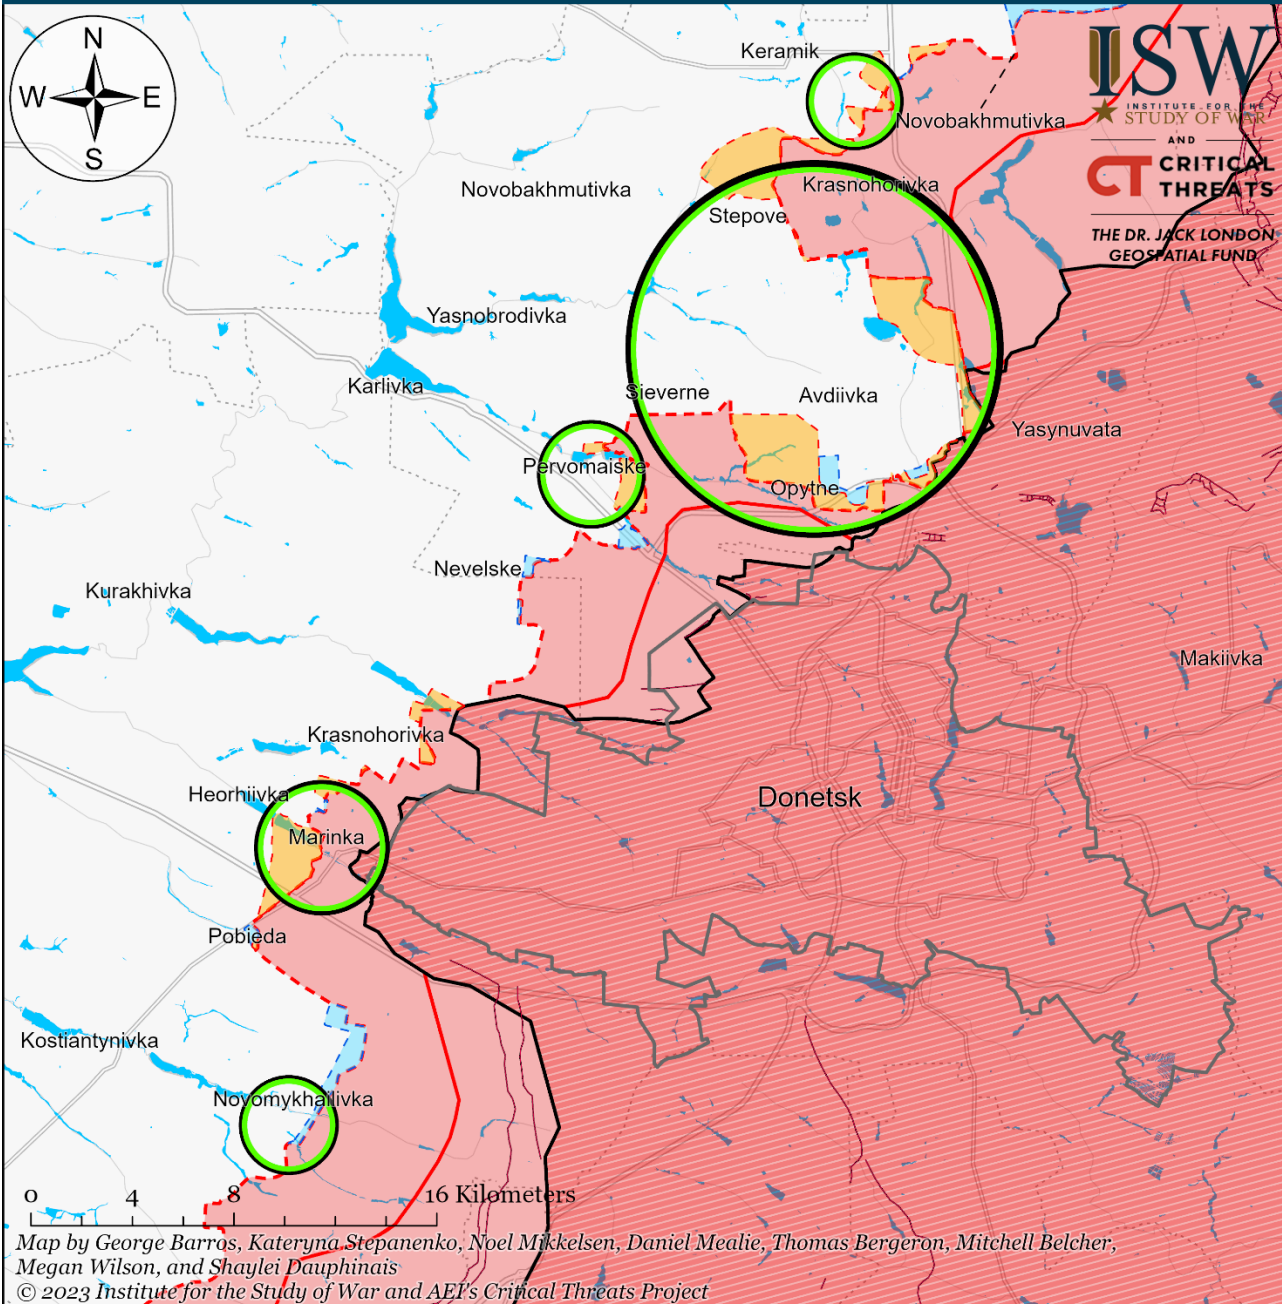 N
W
E
S
Keramik
ISW
INSTITUTE FOR THE
STUDY OF WAR
AND
CT CRITICAL
THREATS
THE DR. JACK LONDON
GEOSPATIAL FUND
Novobakhmutivka
Novobakhmutivka
Krasnohorivka
Stepove
Yasnobrodivka
Karlivka
Sieverne
Avdiivka
Yasynuvata
Pervomaiske
Opytne
Nevelske
Kurakhivka
Makiivka
Krasnohorivka
Heorhiivka
Donetsk
Marinka
Pobieda
Kostiantynivka
Novomykhailivka
0 4 8 16 Kilometers
Map by George Barros, Kateryna Stepanenko, Noel Mikkelsen, Daniel Mealie, Thomas Bergeron, Mitchell Belcher,
Megan Wilson, and Shaylei Dauphinais
© 2023 Institute for the Study of War and AEI's Critical Threats Project